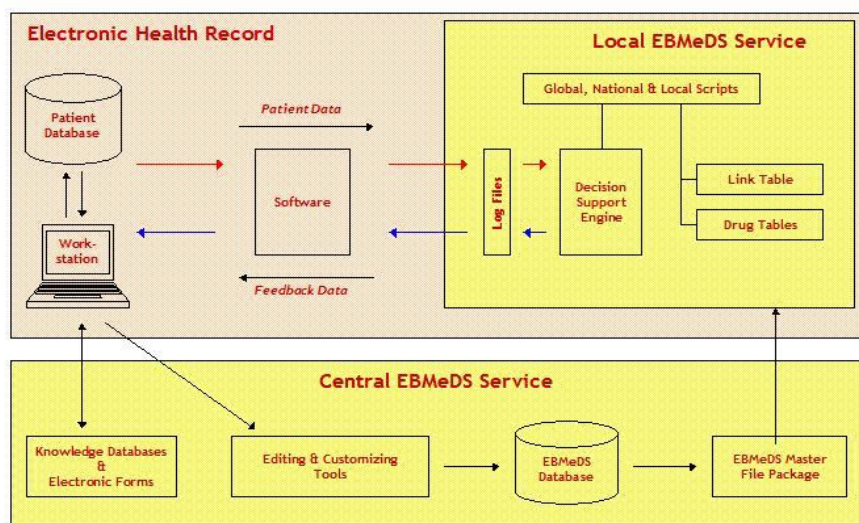 Electronic Health Record
Local EBMeDS Service
Patient
Database
Patient Data
Global, National & Local Scripts
Software
Log Files
Decision
Support
Engine
Link Table
Drug Tables
Work-
station
Feedback Data
Central EBMeDS Service
Knowledge Databases
&
Electronic Forms
Editing & Customizing
Tools
EBMeDS
Database
EBMeDS Master
File Package